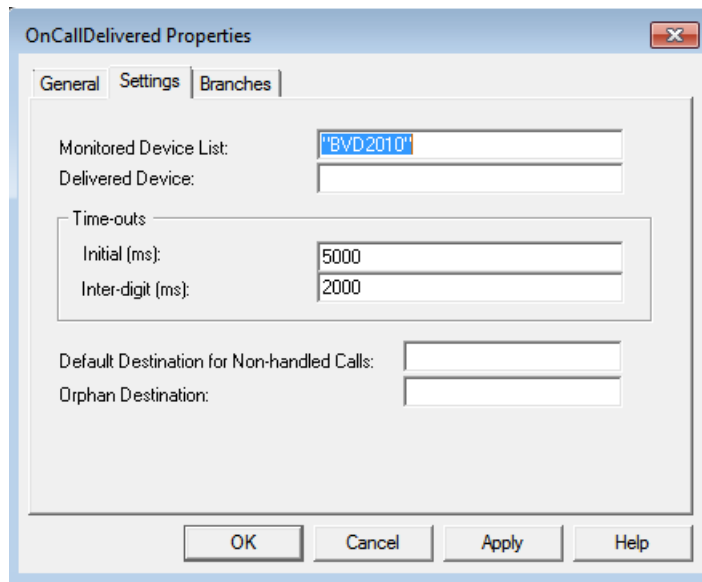 OnCallDelivered Properties
General Settings Branches
Monitored Device List: "BVD2010"
Delivered Device:
Time-outs
Initial (ms): 5000
Inter-digit (ms): 2000
Default Destination for Non-handled Calls:
Orphan Destination:
OK Cancel Apply Help